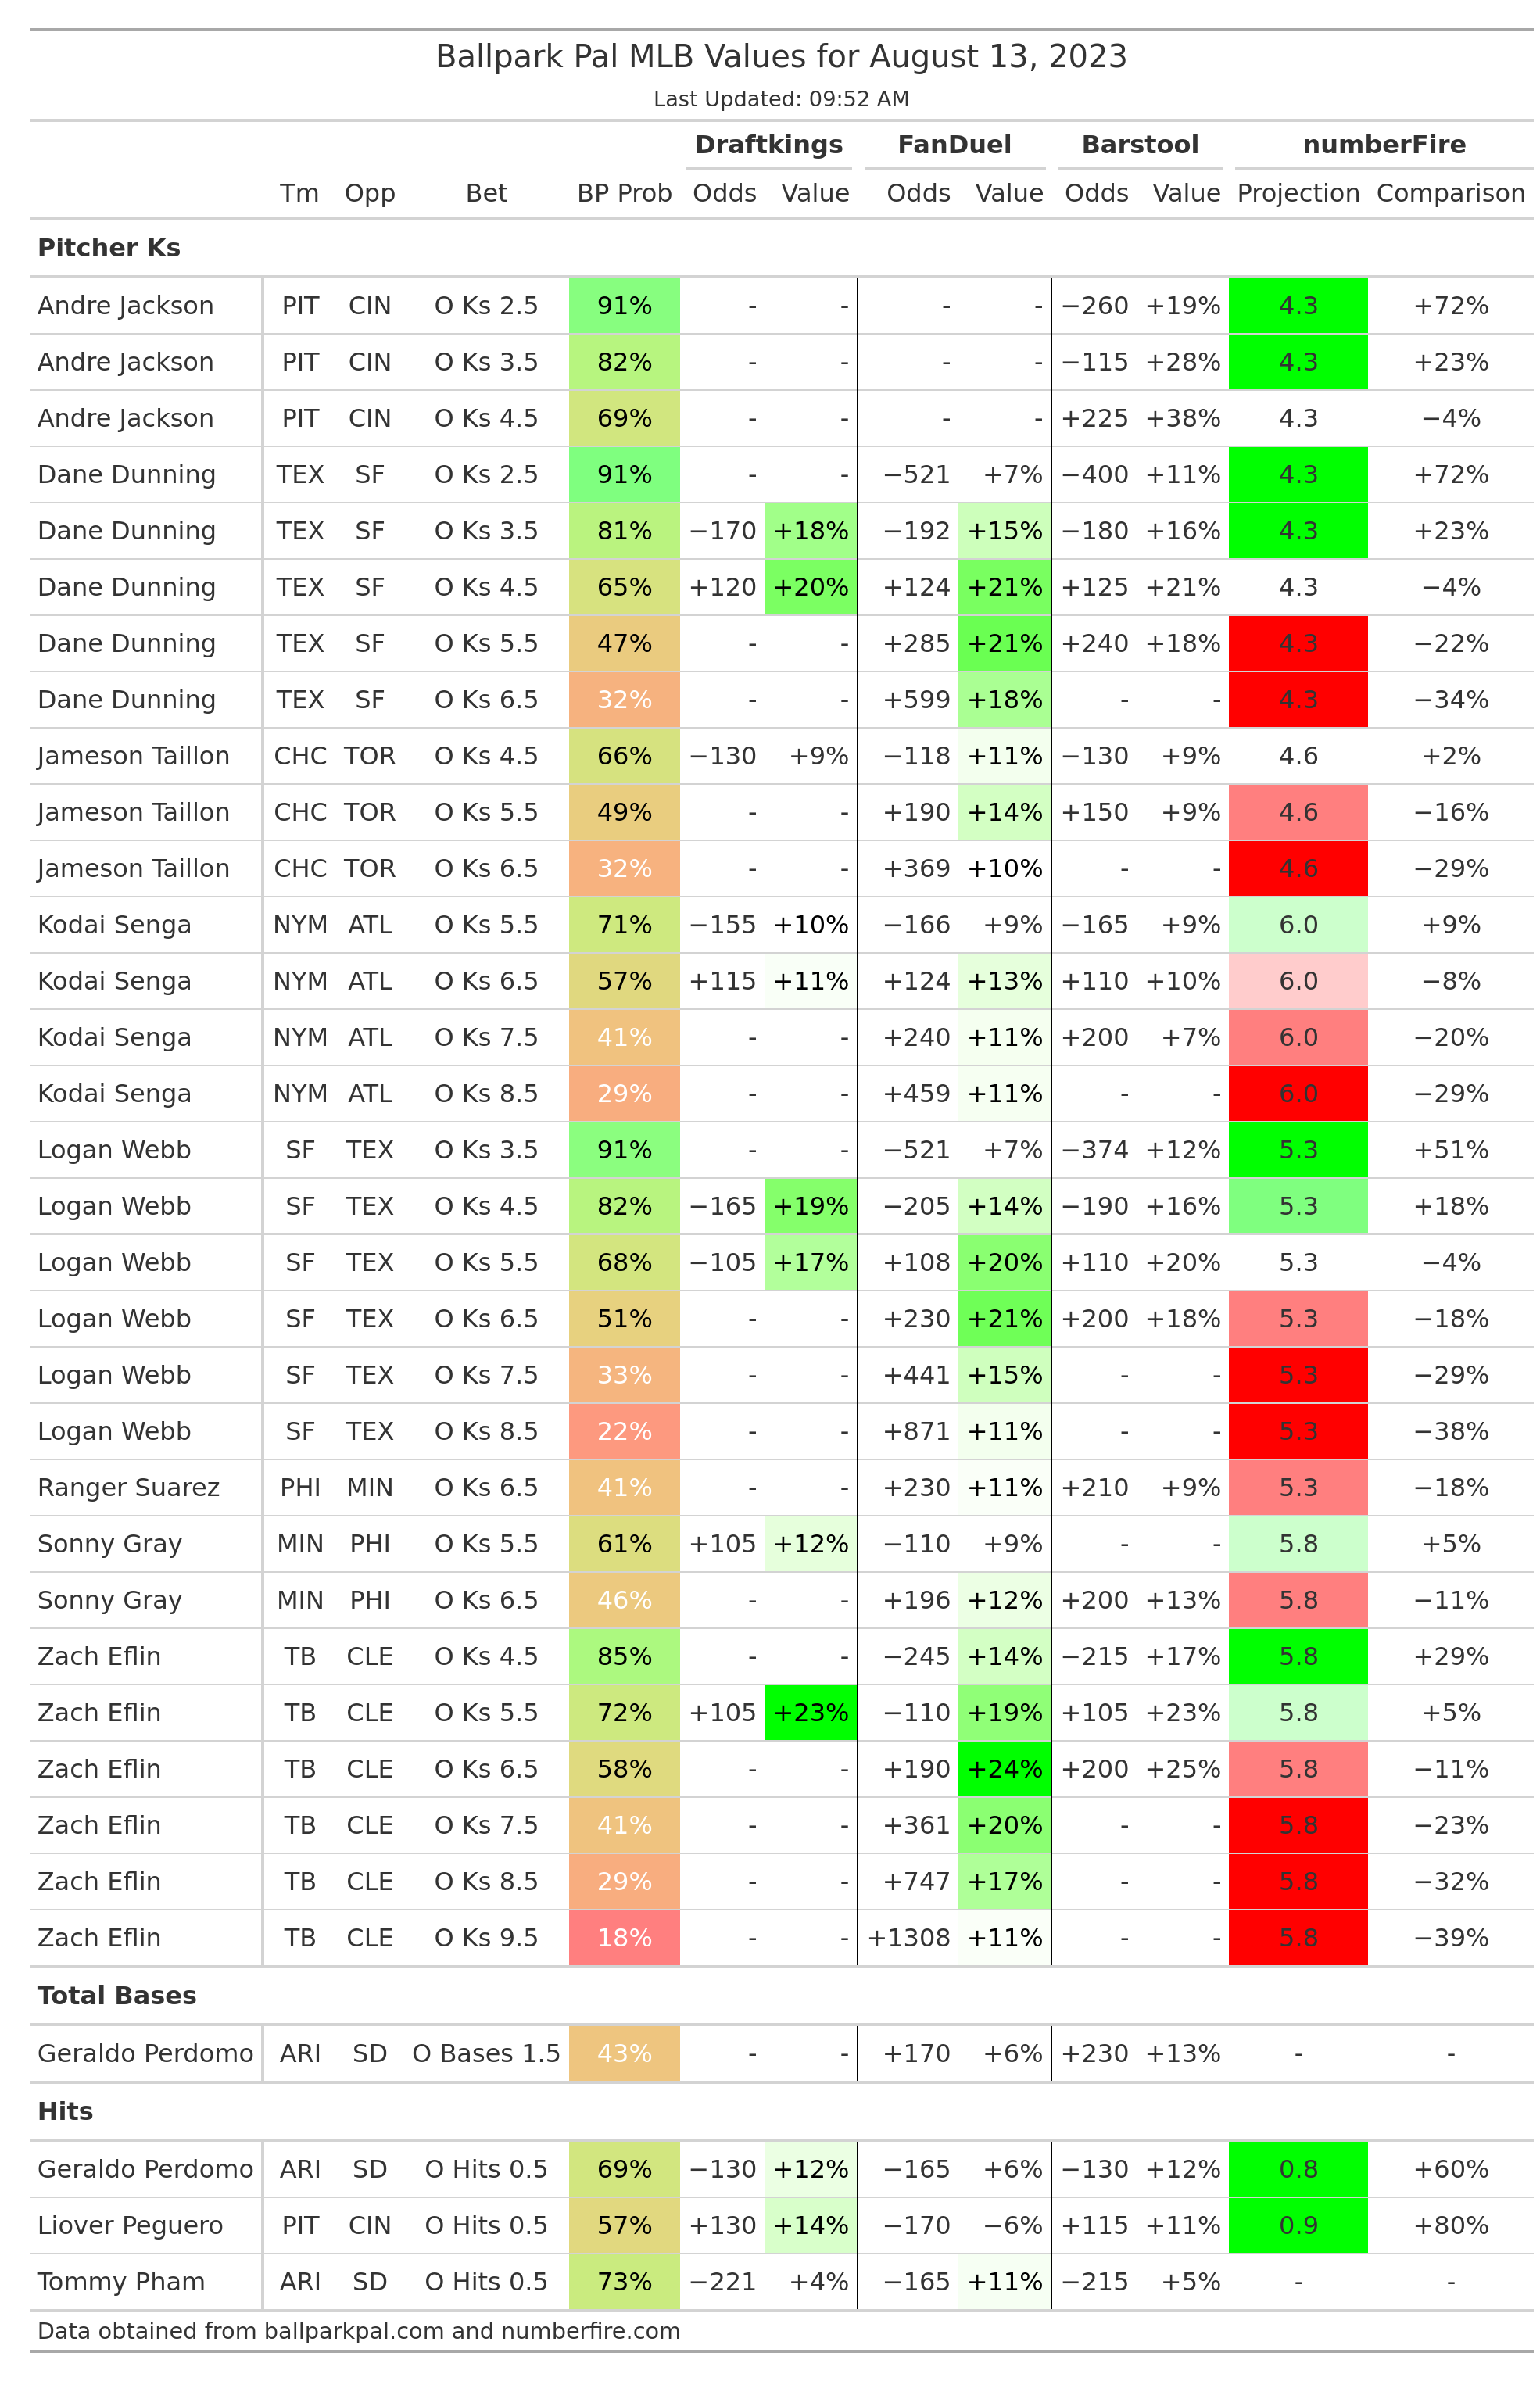 Ballpark Pal MLB Values for August 13, 2023
Last Updated: 09:52 AM
Draftkings FanDuel Barstool numberFire
Tm Opp Bet BP Prob Odds Value Odds Value Odds Value Projection Comparison
Pitcher Ks
Andre Jackson PIT CIN O Ks 2.5 91% - - - - −260 +19% 4.3 +72%
Andre Jackson PIT CIN O Ks 3.5 82% - - - - −115 +28% 4.3 +23%
Andre Jackson PIT CIN O Ks 4.5 69% - - - - +225 +38% 4.3 −4%
Dane Dunning TEX SF O Ks 2.5 91% - - −521 +7% −400 +11% 4.3 +72%
Dane Dunning TEX SF O Ks 3.5 81% −170 +18% −192 +15% −180 +16% 4.3 +23%
Dane Dunning TEX SF O Ks 4.5 65% +120 +20% +124 +21% +125 +21% 4.3 −4%
Dane Dunning TEX SF O Ks 5.5 47% - - +285 +21% +240 +18% 4.3 −22%
Dane Dunning TEX SF O Ks 6.5 32% - - +599 +18% - - 4.3 −34%
Jameson Taillon CHC TOR O Ks 4.5 66% −130 +9% −118 +11% −130 +9% 4.6 +2%
Jameson Taillon CHC TOR O Ks 5.5 49% - - +190 +14% +150 +9% 4.6 −16%
Jameson Taillon CHC TOR O Ks 6.5 32% - - +369 +10% - - 4.6 −29%
Kodai Senga NYM ATL O Ks 5.5 71% −155 +10% −166 +9% −165 +9% 6.0 +9%
Kodai Senga NYM ATL O Ks 6.5 57% +115 +11% +124 +13% +110 +10% 6.0 −8%
Kodai Senga NYM ATL O Ks 7.5 41% - - +240 +11% +200 +7% 6.0 −20%
Kodai Senga NYM ATL O Ks 8.5 29% - - +459 +11% - - 6.0 −29%
Logan Webb SF TEX O Ks 3.5 91% - - −521 +7% −374 +12% 5.3 +51%
Logan Webb SF TEX O Ks 4.5 82% −165 +19% −205 +14% −190 +16% 5.3 +18%
Logan Webb SF TEX O Ks 5.5 68% −105 +17% +108 +20% +110 +20% 5.3 −4%
Logan Webb SF TEX O Ks 6.5 51% - - +230 +21% +200 +18% 5.3 −18%
Logan Webb SF TEX O Ks 7.5 33% - - +441 +15% - - 5.3 −29%
Logan Webb SF TEX O Ks 8.5 22% - - +871 +11% - - 5.3 −38%
Ranger Suarez PHI MIN O Ks 6.5 41% - - +230 +11% +210 +9% 5.3 −18%
Sonny Gray MIN PHI O Ks 5.5 61% +105 +12% −110 +9% - - 5.8 +5%
Sonny Gray MIN PHI O Ks 6.5 46% - - +196 +12% +200 +13% 5.8 −11%
Zach Eflin TB CLE O Ks 4.5 85% - - −245 +14% −215 +17% 5.8 +29%
Zach Eflin TB CLE O Ks 5.5 72% +105 +23% −110 +19% +105 +23% 5.8 +5%
Zach Eflin TB CLE O Ks 6.5 58% - - +190 +24% +200 +25% 5.8 −11%
Zach Eflin TB CLE O Ks 7.5 41% - - +361 +20% - - 5.8 −23%
Zach Eflin TB CLE O Ks 8.5 29% - - +747 +17% - - 5.8 −32%
Zach Eflin TB CLE O Ks 9.5 18% - - +1308 +11% - - 5.8 −39%
Total Bases
Geraldo Perdomo ARI SD O Bases 1.5 43% - - +170 +6% +230 +13% - -
Hits
Geraldo Perdomo ARI SD O Hits 0.5 69% −130 +12% −165 +6% −130 +12% 0.8 +60%
Liover Peguero PIT CIN O Hits 0.5 57% +130 +14% −170 −6% +115 +11% 0.9 +80%
Tommy Pham ARI SD O Hits 0.5 73% −221 +4% −165 +11% −215 +5% - -
Data obtained from ballparkpal.com and numberfire.com